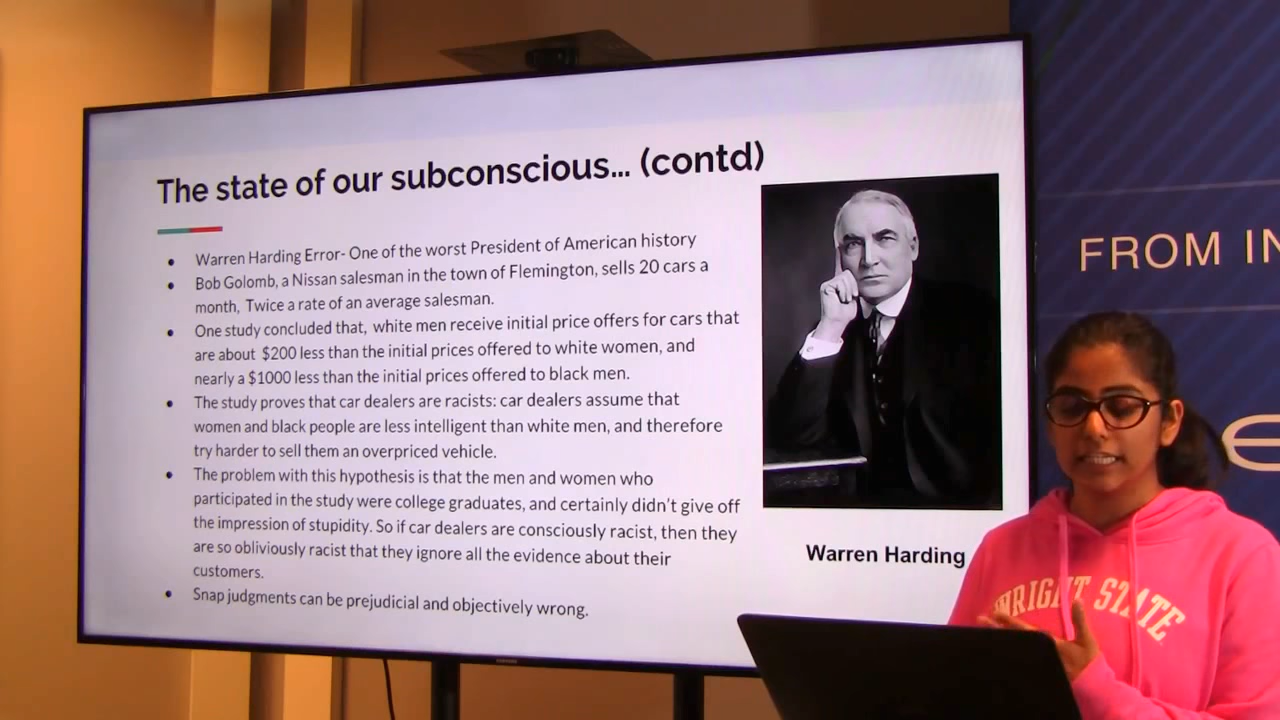 The state of our subconscious... (contd)
● Warren Harding Error- One of the worst President of American history
● Bob Golomb, a Nissan salesman in the town of Flemington, sells 20 cars a
month, Twice a rate of an average salesman.
● One study concluded that, white men receive initial price offers for cars that
are about $200 less than the initial prices offered to white women, and
nearly a $1000 less than the initial prices offered to black men.
● The study proves that car dealers are racists: car dealers assume that
women and black people are less intelligent than white men, and therefore
try harder to sell them an overpriced vehicle.
● The problem with this hypothesis is that the men and women who
participated in the study were college graduates, and certainly didn't give off
the impression of stupidity. So if car dealers are consciously racist, then they
are so obliviously racist that they ignore all the evidence about their
customers.
● Snap judgments can be prejudicial and objectively wrong.
Warren Harding
FROM IN
WRIGHT STATE